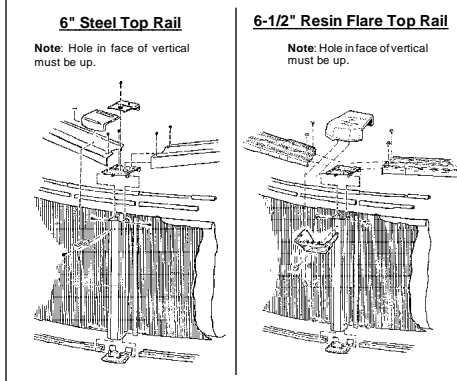 6" Steel Top Rail
Note: Hole in face of vertical
must be up.
6-1/2" Resin Flare Top Rail
Note: Hole in face of vertical
must be up.